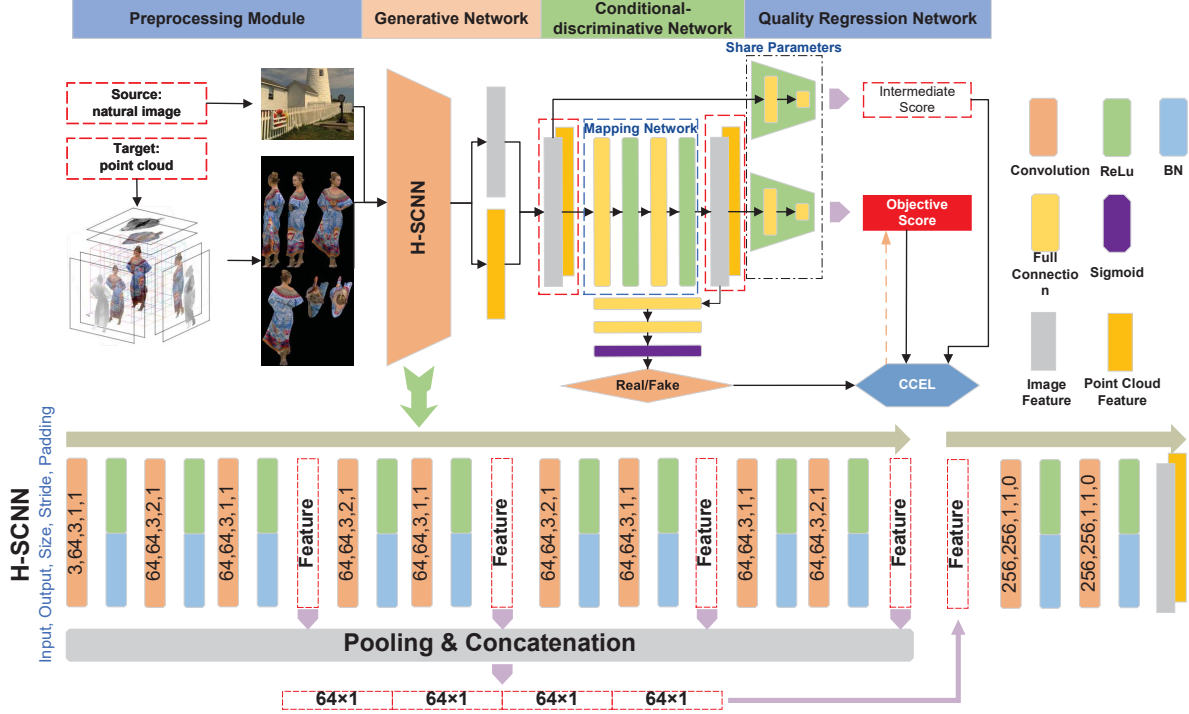 Preprocessing Module
Generative Network
Conditional-
discriminative Network
Quality Regression Network
Share Parameters
Source:
natural image
Target:
point cloud
H-SCNN
Mapping Network
Intermediate
Score
Objective
Score
Real/Fake
CCEL
Convolution
ReLu
BN
Full
Connectio
n
Sigmoid
Image
Feature
Point Cloud
Feature
H-SCNN
Input, Output, Size, Stride, Padding
3,64,3,1,1
64,64,3,2,1
64,64,3,1,1
Feature
64,64,3,2,1
64,64,3,1,1
Feature
64,64,3,2,1
64,64,3,1,1
Feature
64,64,3,1,1
64,64,3,2,1
Feature
Feature
256,256,1,1,0
256,256,1,1,0
Pooling & Concatenation
64×1
64×1
64×1
64×1